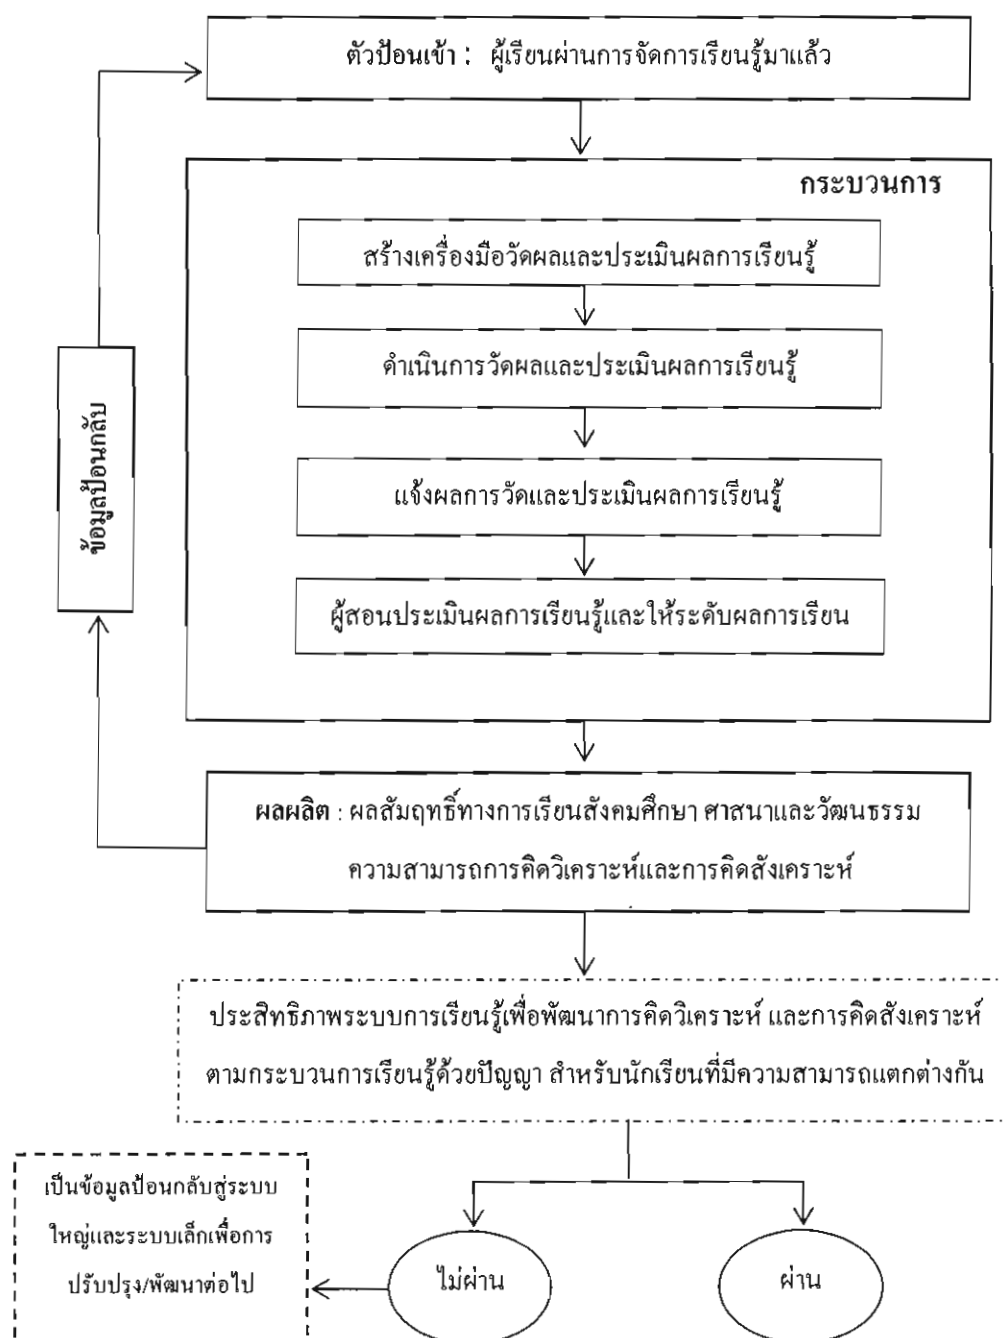 ตัวป้อนเข้า : ผู้เรียนผ่านการจัดการเรียนรู้มาแล้ว
กระบวนการ
สร้างเครื่องมือวัดผลและประเมินผลการเรียนรู้
ดำเนินการวัดผลและประเมินผลการเรียนรู้
แจ้งผลการวัดและประเมินผลการเรียนรู้
ผู้สอนประเมินผลการเรียนรู้และให้ระดับผลการเรียน
ข้อมูลป้อนกลับ
ผลผลิต : ผลสัมฤทธิ์ทางการเรียนสังคมศึกษา ศาสนาและวัฒนธรรม
ความสามารถการคิดวิเคราะห์และการคิดสังเคราะห์
ประสิทธิภาพระบบการเรียนรู้เพื่อพัฒนาการคิดวิเคราะห์ และการคิดสังเคราะห์
ตามกระบวนการเรียนรู้ด้วยปัญญา สำหรับนักเรียนที่มีความสามารถแตกต่างกัน
เป็นข้อมูลป้อนกลับสู่ระบบ
ใหญ่และระบบเล็กเพื่อการ
ปรับปรุง/พัฒนาต่อไป
ไม่ผ่าน
ผ่าน